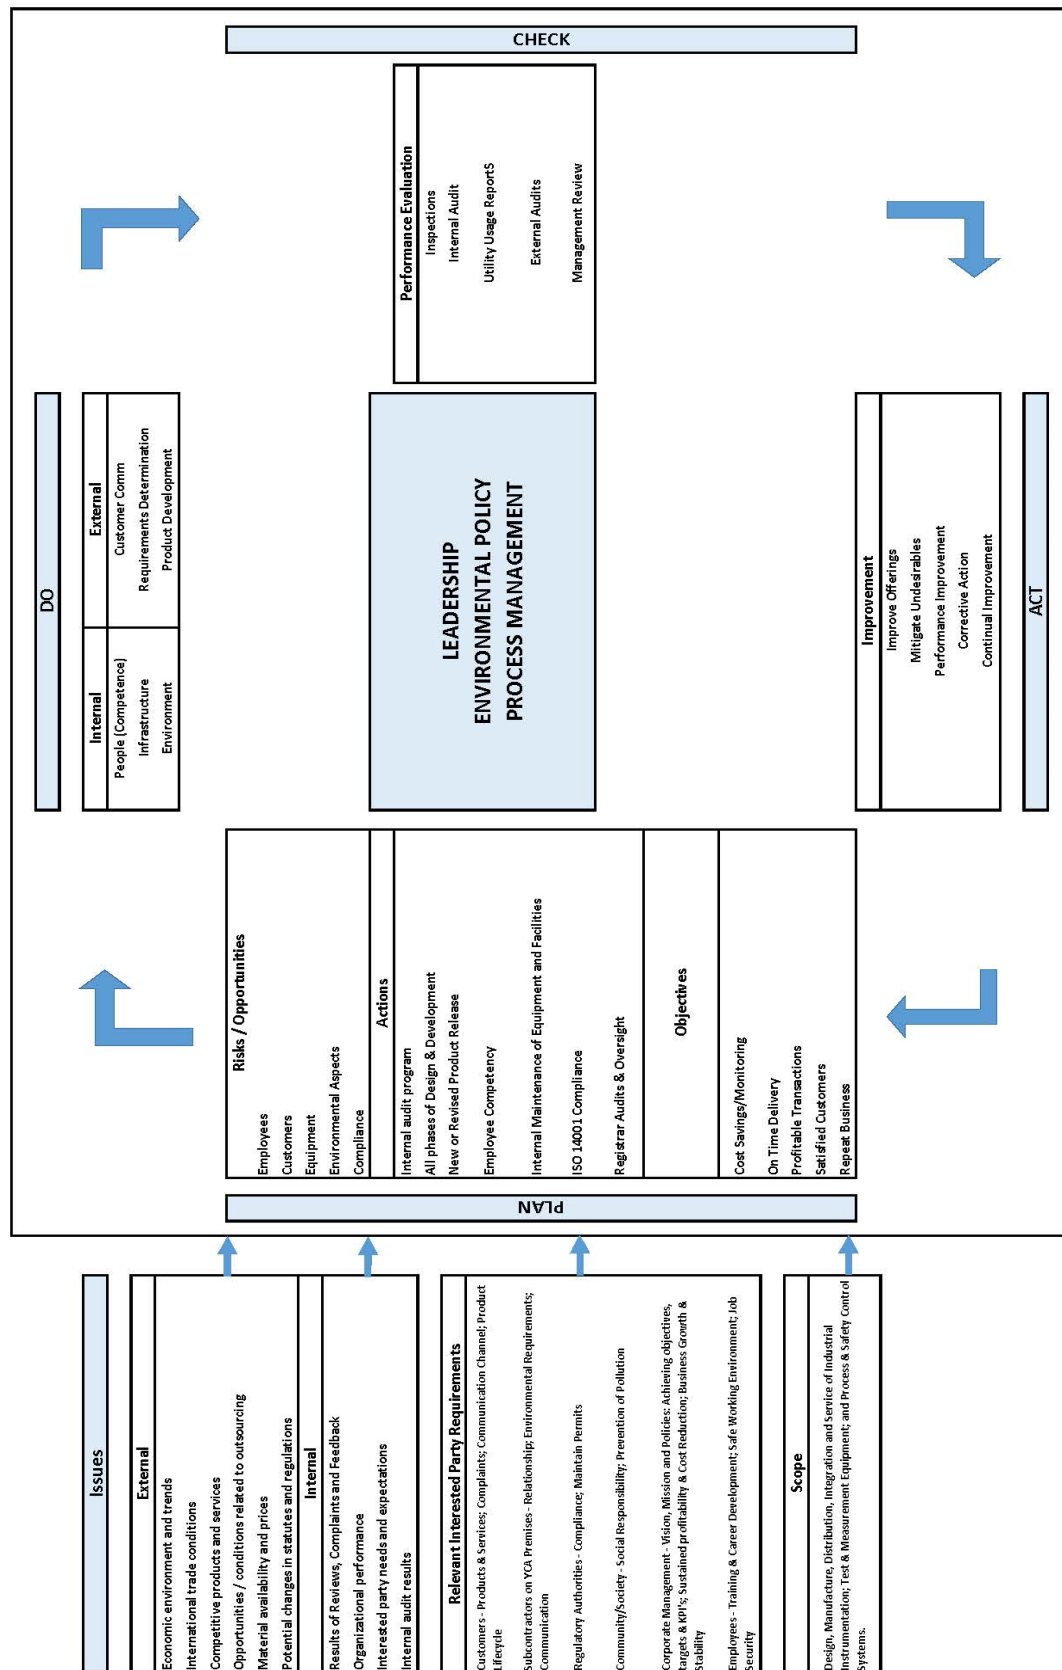 Issues
External
Economic environment and trends
International trade conditions
Competitive products and services
Opportunities / conditions related to outsourcing
Material availability and prices
Potential changes in statutes and regulations
Internal
Results of Reviews, Complaints and Feedback
Organizational performance
Interested party needs and expectations
Internal audit results
Relevant Interested Party Requirements
Customers - Products & Services; Complaints; Communication Channel; Product
Lifecycle
Subcontractors on YCA Premises - Relationship; Environmental Requirements;
Communication
Regulatory Authorities - Compliance; Maintain Permits
Community/Society - Social Responsibility; Prevention of Pollution
Corporate Management - Vision, Mission and Policies: Achieving objectives,
targets & KPI's; Sustained profitability & Cost Reduction; Business Growth &
Stability
Employees - Training & Career Development; Safe Working Environment; Job
Security
Scope
Design, Manufacture, Distribution, Integration and Service of Industrial
Instrumentation; Test & Measurement Equipment; and Process & Safety Control
Systems.
PLAN
Risks / Opportunities
Employees
Customers
Equipment
Environmental Aspects
Compliance
Actions
Internal audit program
All phases of Design & Development
New or Revised Product Release
Employee Competency
Internal Maintenance of Equipment and Facilities
ISO 14001 Compliance
Registrar Audits & Oversight
Objectives
Cost Savings/Monitoring
On Time Delivery
Profitable Transactions
Satisfied Customers
Repeat Business
DO
Internal
People (Competence)
Infrastructure
Environment
External
Customer Comm
Requirements Determination
Product Development
LEADERSHIP
ENVIRONMENTAL POLICY
PROCESS MANAGEMENT
Performance Evaluation
Inspections
Internal Audit
Utility Usage ReportS
External Audits
Management Review
CHECK
Improvement
Improve Offerings
Mitigate Undesirables
Performance Improvement
Corrective Action
Continual Improvement
ACT